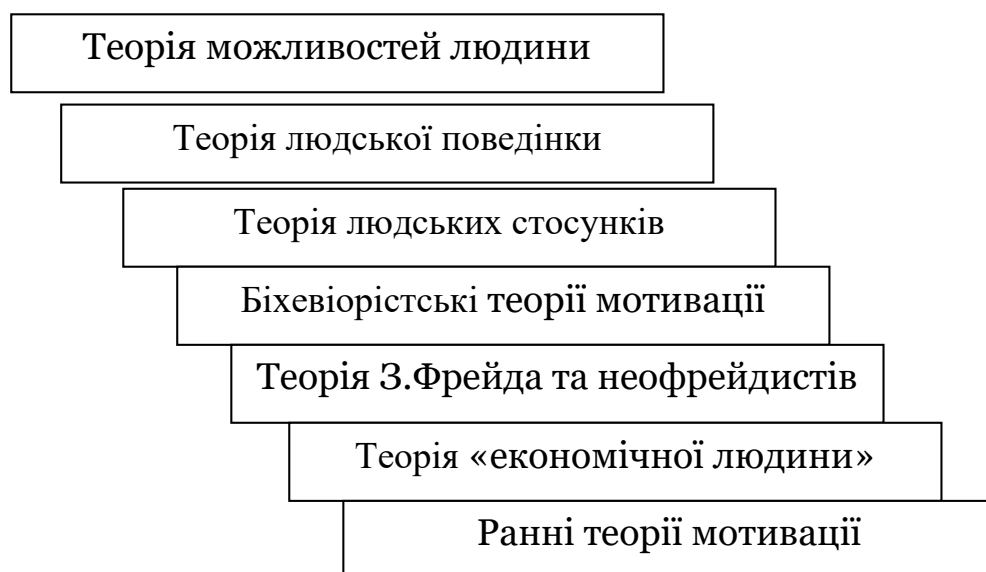 Теорія можливостей людини
Теорія людської поведінки
Теорія людських стосунків
Біхевіорістські теорії мотивації
Теорія З.Фрейда та неофрейдистів
Теорія «економічної людини»
Ранні теорії мотивації